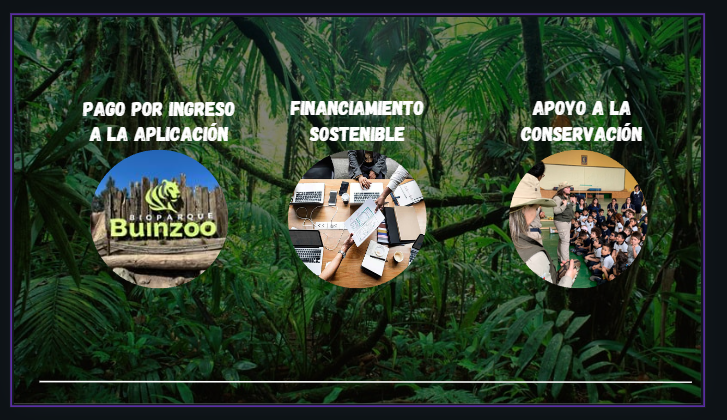 PAGO POR INGRESO
A LA APLICACIÓN
FINANCIAMIENTO
SOSTENIBLE
APOYO A LA
CONSERVACIÓN
BIOPARQUE
Buinzoo